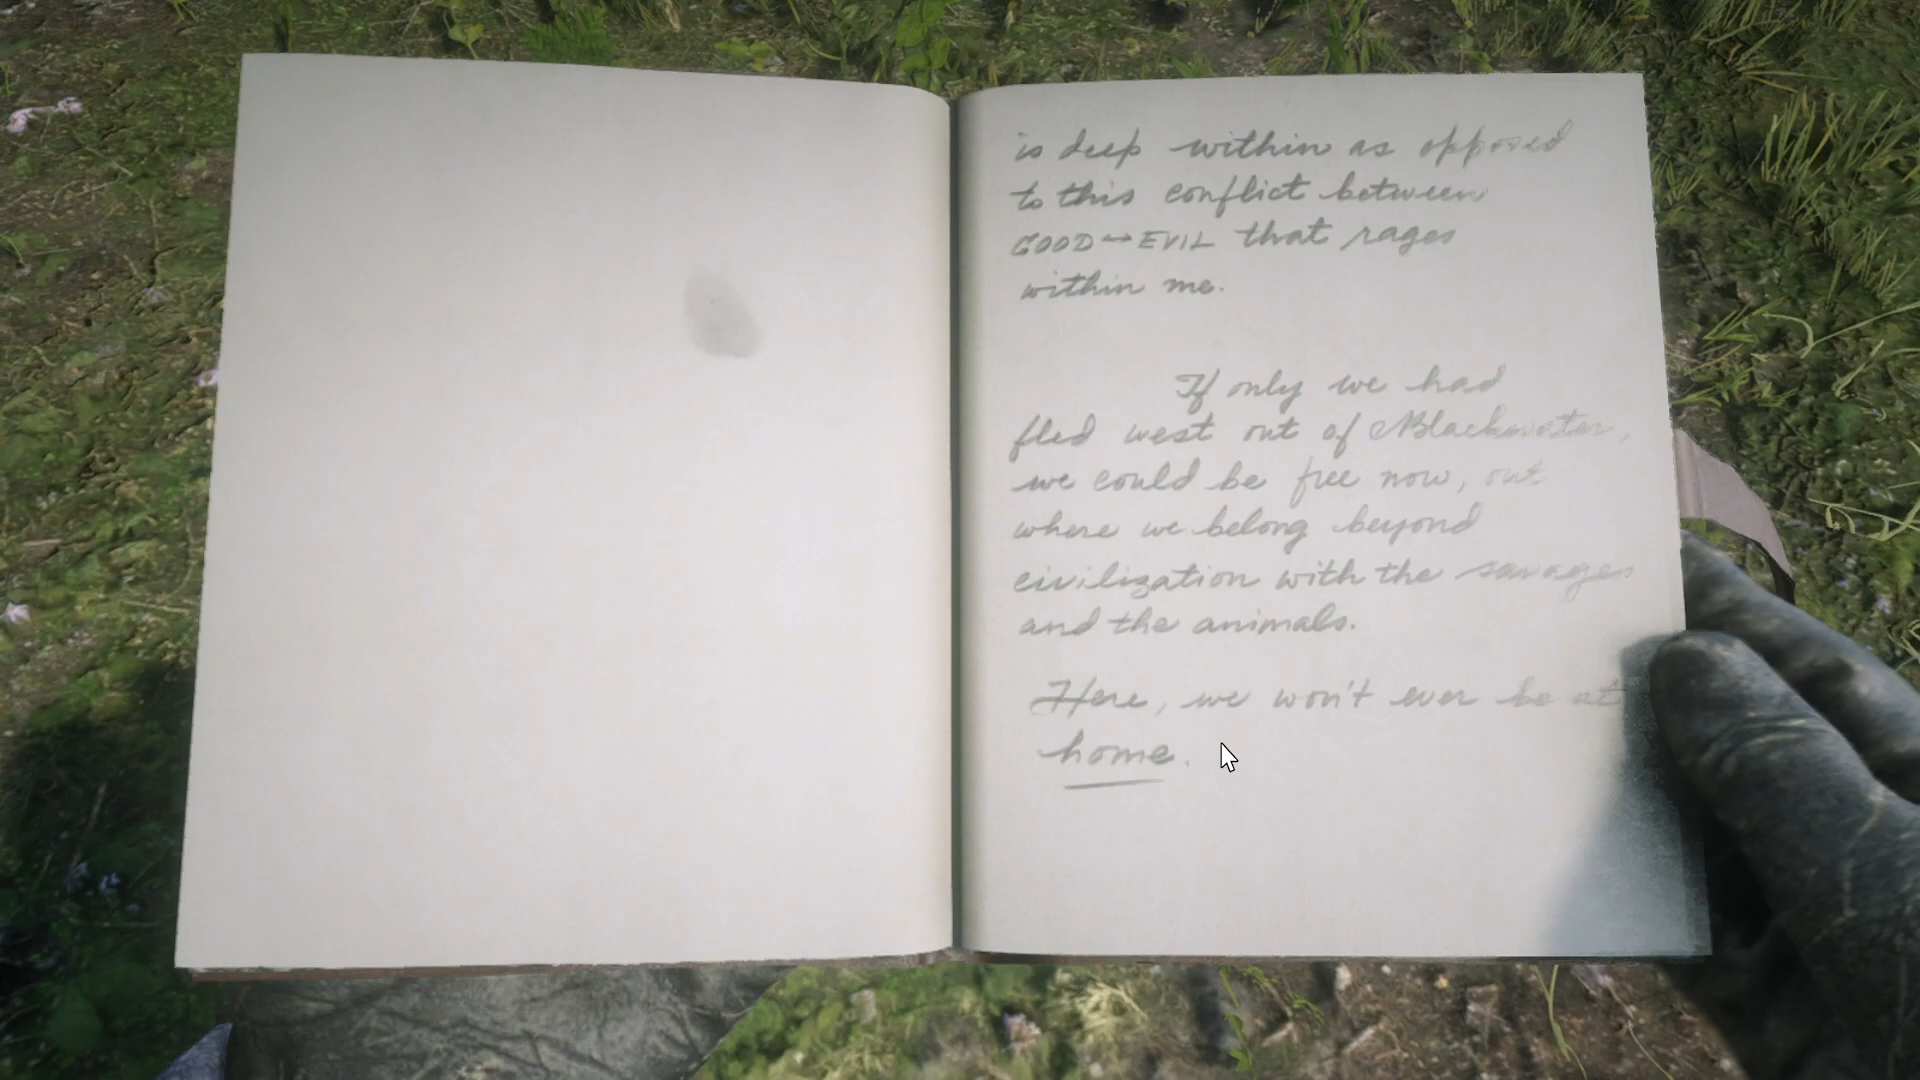 is deep within as opposed
to this conflict between
GOOD ↔ EVIL that rages
within me.
If only we had
fled west out of Blackwater,
we could be free now, out
where we belong beyond
civilization with the savages
and the animals.
Here, we won't ever be at
home.